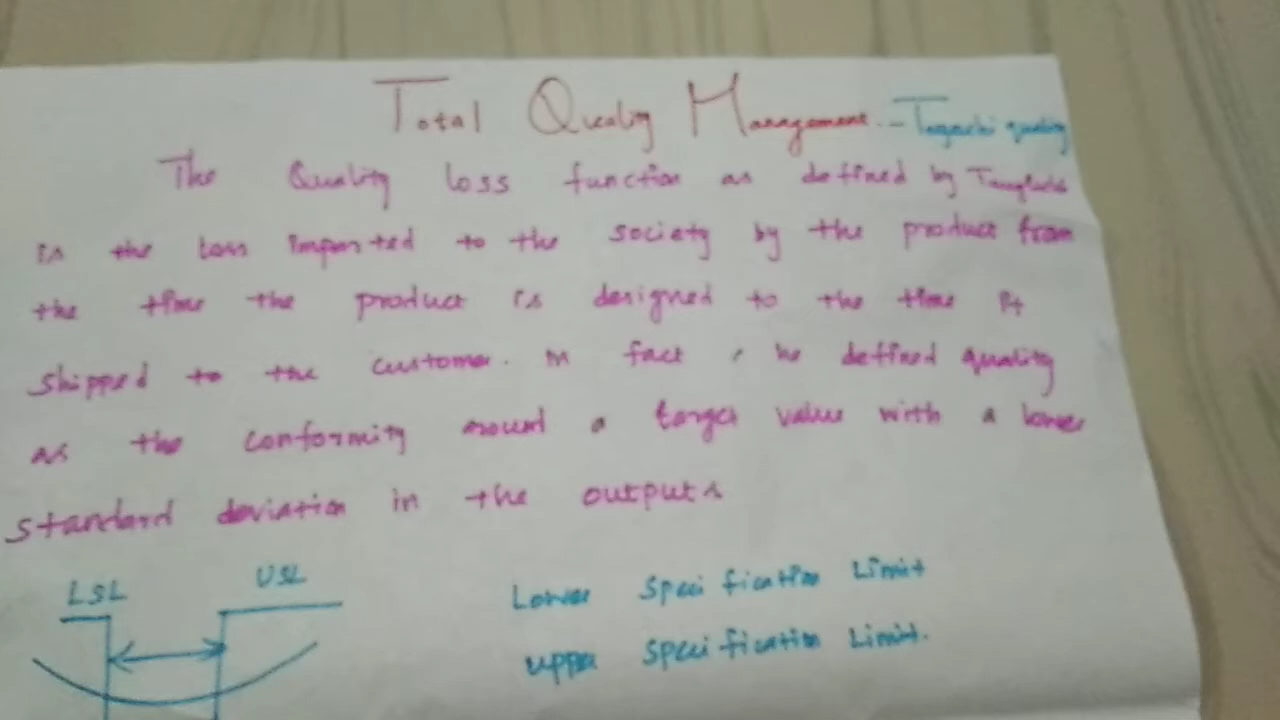 Total Quality Management - Taguchi quality
The Quality loss function as defined by
is the loss imparted to the society by the product from
the time the product is designed to the time it
shipped to the customer. In fact, he defined quality
as the conformity around a target value with a lower
standard deviation in the outputs
LSL USL
Lower Specification Limit
upper Specification Limit.